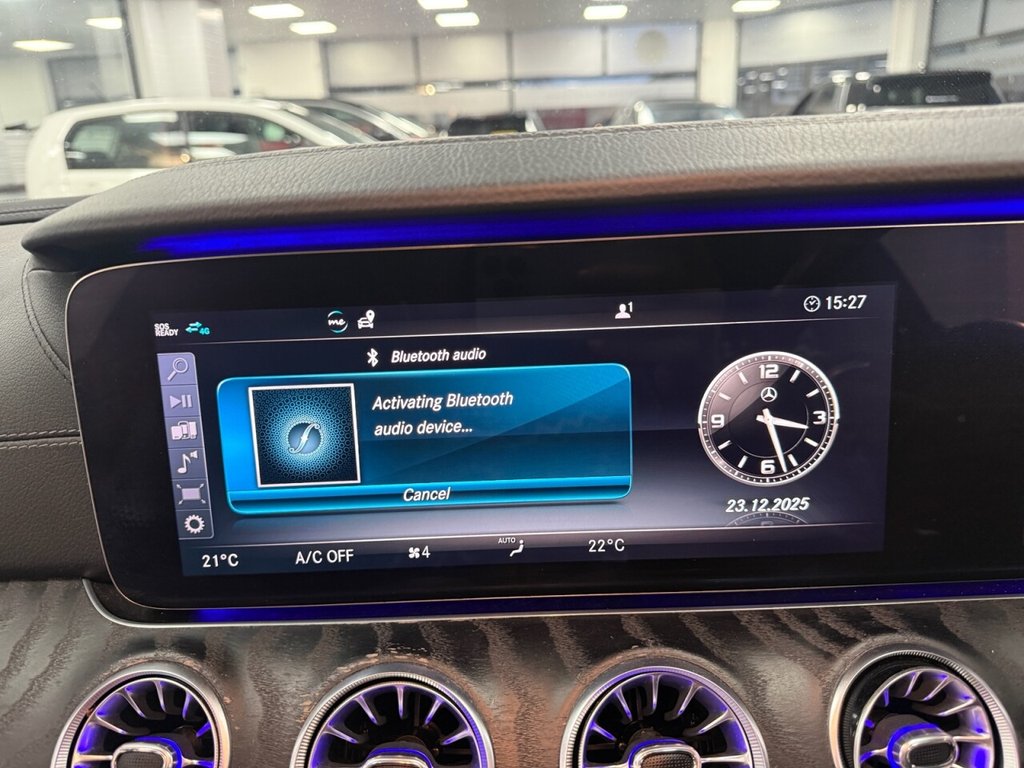 SOS
READY
4G
me
1
15:27
Bluetooth audio
Activating Bluetooth
audio device...
Cancel
12
9 3
6
23.12.2025
21°C A/C OFF 4 AUTO 22°C